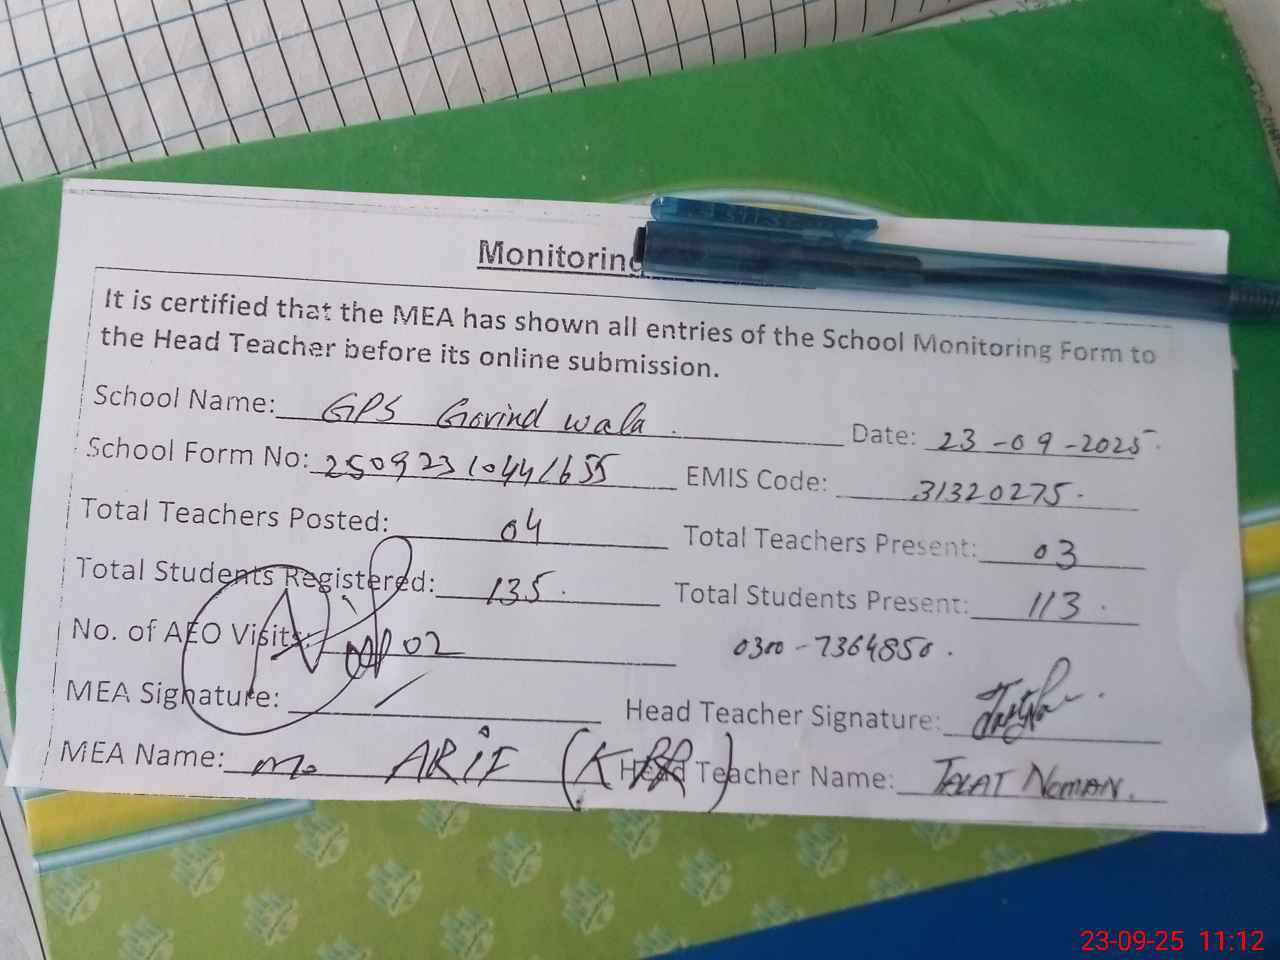 Monitoring
It is certified that the MEA has shown all entries of the School Monitoring Form to
the Head Teacher before its online submission.
School Name: GPS Govind wala. Date: 23-09-2025.
School Form No: 25092310441655 EMIS Code: 31320275.
Total Teachers Posted: 04 Total Teachers Present: 03
Total Students Registered: 135. Total Students Present: 113.
No. of AEO Visits: 02 0300-7364850.
MEA Signature: Head Teacher Signature:
MEA Name: Mo ARIF Head Teacher Name: TALAT NOMAN.
23-09-25 11:12